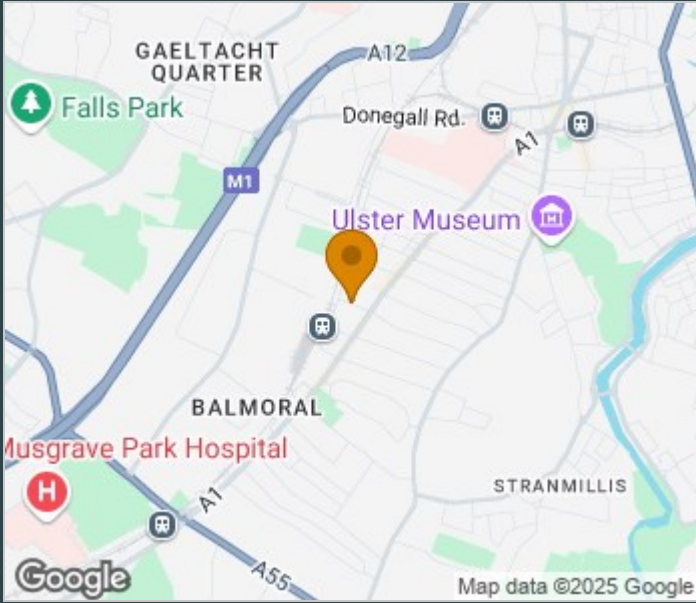 GAELTACHT
QUARTER
A12
Falls Park
Donegall Rd.
A1
M1
Ulster Museum
BALMORAL
Musgrave Park Hospital
H
STRANMILLIS
A1
A55
Google
Map data ©2025 Google